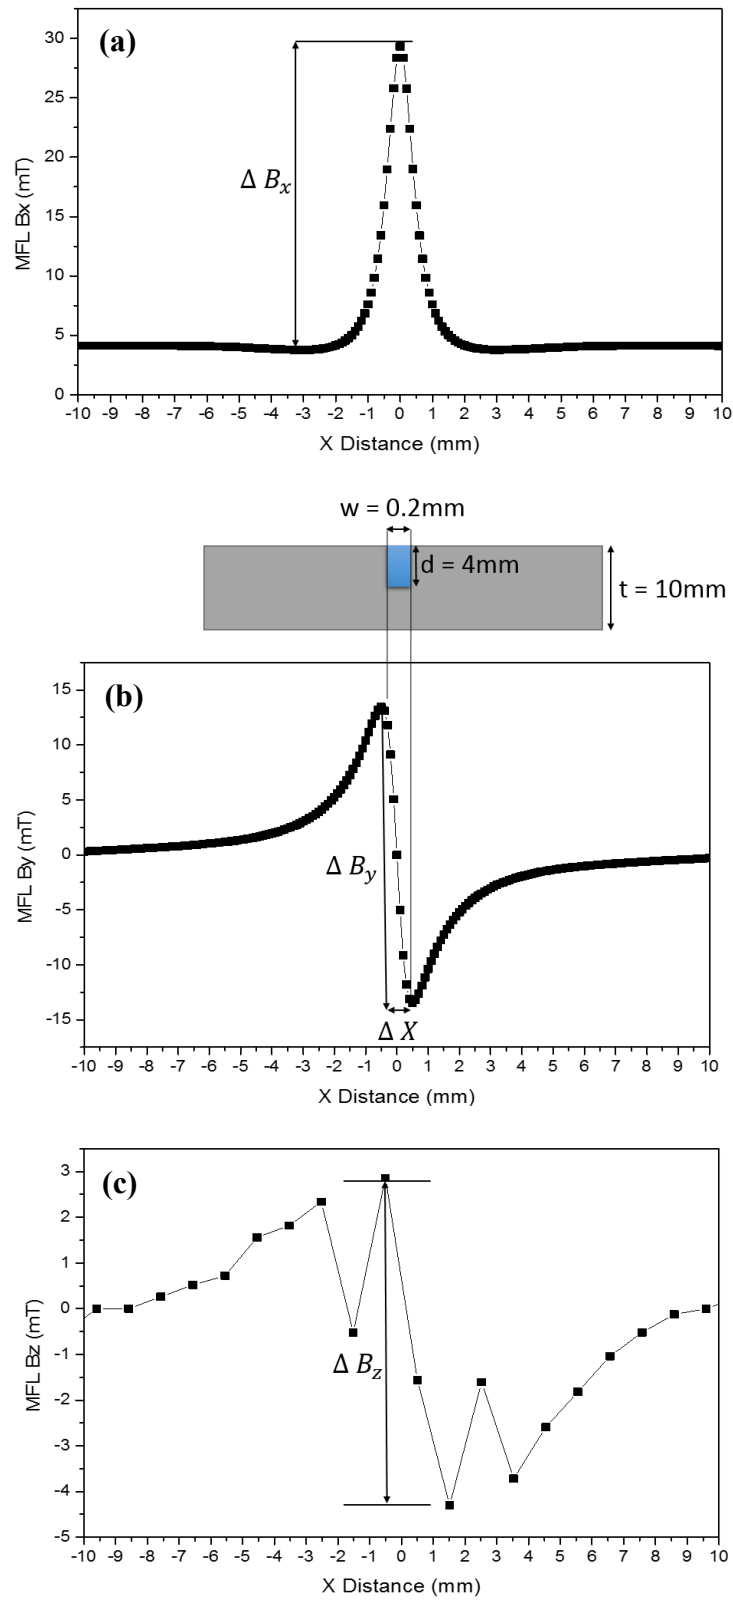 (a)
30
25
20
15
10
5
0
MFL Bx (mT)
Δ Bx
-10 -9 -8 -7 -6 -5 -4 -3 -2 -1 0 1 2 3 4 5 6 7 8 9 10
X Distance (mm)
w = 0.2mm
d = 4mm
t = 10mm
(b)
15
10
5
0
-5
-10
-15
MFL By (mT)
Δ By
Δ X
-10 -9 -8 -7 -6 -5 -4 -3 -2 -1 0 1 2 3 4 5 6 7 8 9 10
X Distance (mm)
(c)
3
2
1
0
-1
-2
-3
-4
-5
MFL Bz (mT)
Δ Bz
-10 -9 -8 -7 -6 -5 -4 -3 -2 -1 0 1 2 3 4 5 6 7 8 9 10
X Distance (mm)